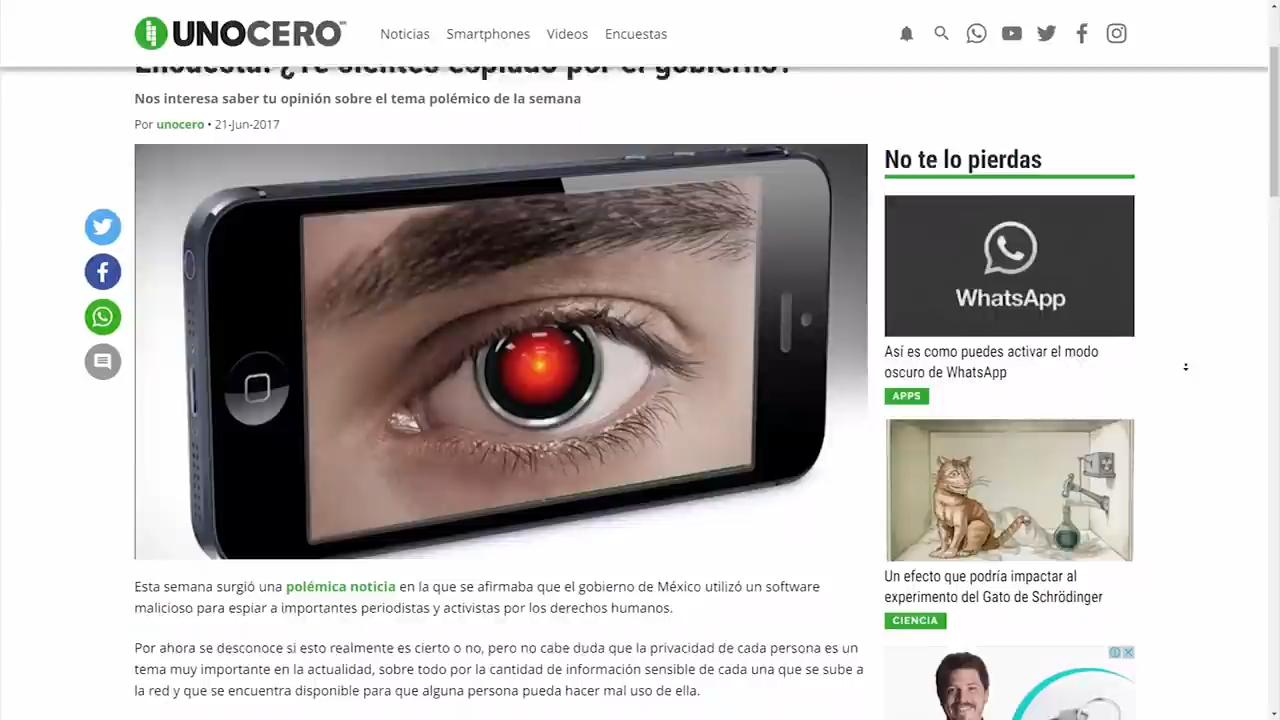 UNOCERO
Noticias Smartphones Videos Encuestas
Encuesta: ¿Te sientes espiado por el gobierno?
Nos interesa saber tu opinión sobre el tema polémico de la semana
Por unocero • 21-Jun-2017
Esta semana surgió una polémica noticia en la que se afirmaba que el gobierno de México utilizó un software
malicioso para espiar a importantes periodistas y activistas por los derechos humanos.
Por ahora se desconoce si esto realmente es cierto o no, pero no cabe duda que la privacidad de cada persona es un
tema muy importante en la actualidad, sobre todo por la cantidad de información sensible de cada una que se sube a
la red y que se encuentra disponible para que alguna persona pueda hacer mal uso de ella.
No te lo pierdas
WhatsApp
Así es como puedes activar el modo
oscuro de WhatsApp
APPS
Un efecto que podría impactar al
experimento del Gato de Schrödinger
CIENCIA